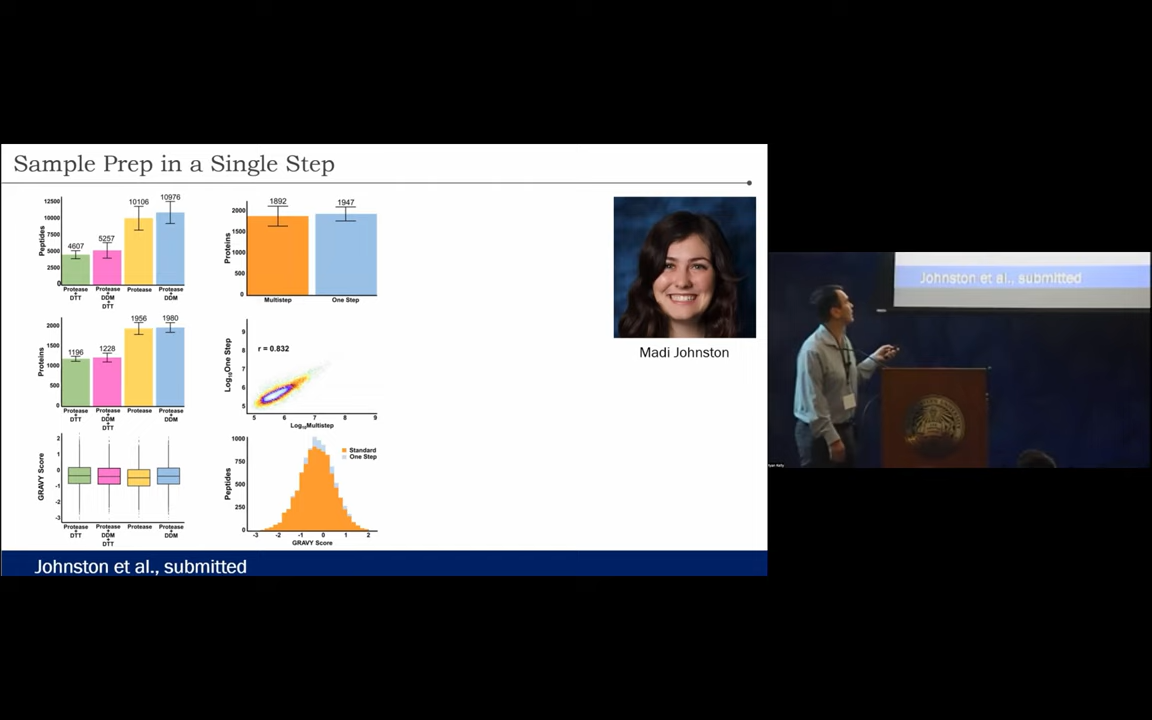 Sample Prep in a Single Step
12500
10000
7500
5000
2500
0
Peptides
4607
5257
10106
10976
Protease
+
DTT
Protease
+
DDM
+
DTT
Protease
Protease
+
DDM
2000
1500
1000
500
0
Proteins
1892
1947
Multistep
One Step
2000
1500
1000
500
0
Proteins
1196
1228
1956
1980
Protease
+
DTT
Protease
+
DDM
+
DTT
Protease
Protease
+
DDM
9
8
7
6
5
Log10One Step
r = 0.832
5 6 7 8 9
Log10Multistep
2
1
0
-1
-2
-3
GRAVY Score
Protease
+
DTT
Protease
+
DDM
+
DTT
Protease
Protease
+
DDM
1000
750
500
250
0
Peptides
Standard
One Step
-3 -2 -1 0 1 2
GRAVY Score
Madi Johnston
Johnston et al., submitted
Johnston et al., submitted
Ryan Kelly